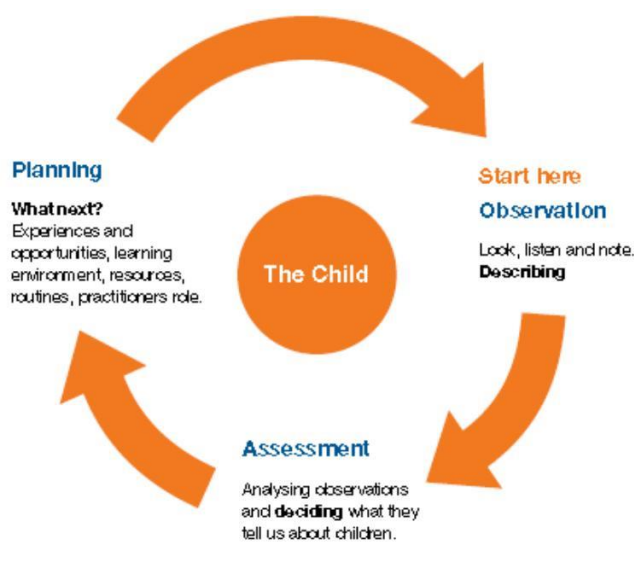 Planning
What next?
Experiences and
opportunities, learning
environment, resources,
routines, practitioners role.
The Child
Start here
Observation
Look, listen and note.
Describing
Assessment
Analysing observations
and deciding what they
tell us about children.